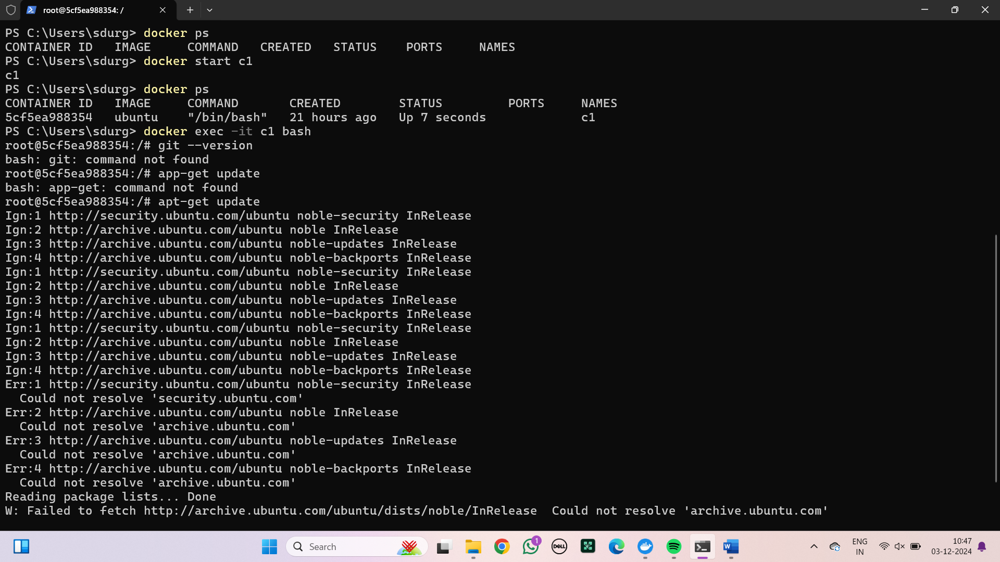 root@5cf5ea988354: /
PS C:\Users\sdurg> docker ps
CONTAINER ID   IMAGE     COMMAND   CREATED   STATUS    PORTS     NAMES
PS C:\Users\sdurg> docker start c1
c1
PS C:\Users\sdurg> docker ps
CONTAINER ID   IMAGE     COMMAND       CREATED        STATUS         PORTS     NAMES
5cf5ea988354   ubuntu    "/bin/bash"   21 hours ago   Up 7 seconds             c1
PS C:\Users\sdurg> docker exec -it c1 bash
root@5cf5ea988354:/# git --version
bash: git: command not found
root@5cf5ea988354:/# app-get update
bash: app-get: command not found
root@5cf5ea988354:/# apt-get update
Ign:1 http://security.ubuntu.com/ubuntu noble-security InRelease
Ign:2 http://archive.ubuntu.com/ubuntu noble InRelease
Ign:3 http://archive.ubuntu.com/ubuntu noble-updates InRelease
Ign:4 http://archive.ubuntu.com/ubuntu noble-backports InRelease
Ign:1 http://security.ubuntu.com/ubuntu noble-security InRelease
Ign:2 http://archive.ubuntu.com/ubuntu noble InRelease
Ign:3 http://archive.ubuntu.com/ubuntu noble-updates InRelease
Ign:4 http://archive.ubuntu.com/ubuntu noble-backports InRelease
Ign:1 http://security.ubuntu.com/ubuntu noble-security InRelease
Ign:2 http://archive.ubuntu.com/ubuntu noble InRelease
Ign:3 http://archive.ubuntu.com/ubuntu noble-updates InRelease
Ign:4 http://archive.ubuntu.com/ubuntu noble-backports InRelease
Err:1 http://security.ubuntu.com/ubuntu noble-security InRelease
  Could not resolve 'security.ubuntu.com'
Err:2 http://archive.ubuntu.com/ubuntu noble InRelease
  Could not resolve 'archive.ubuntu.com'
Err:3 http://archive.ubuntu.com/ubuntu noble-updates InRelease
  Could not resolve 'archive.ubuntu.com'
Err:4 http://archive.ubuntu.com/ubuntu noble-backports InRelease
  Could not resolve 'archive.ubuntu.com'
Reading package lists... Done
W: Failed to fetch http://archive.ubuntu.com/ubuntu/dists/noble/InRelease  Could not resolve 'archive.ubuntu.com'
Search
1
DELL
W
ENG
IN
10:47
03-12-2024